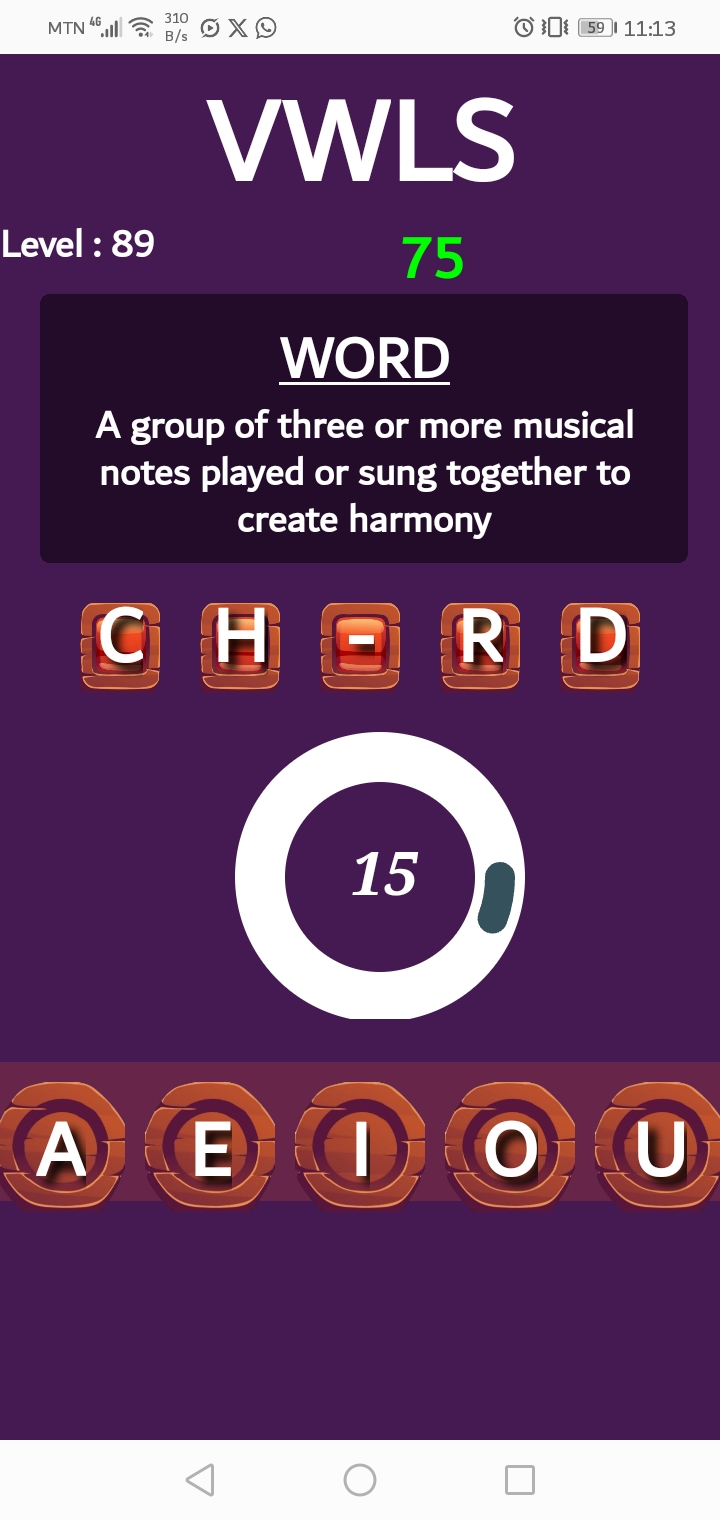 MTN 4G 310 B/s 59 11:13
VWLS
Level : 89 75
WORD
A group of three or more musical
notes played or sung together to
create harmony
C H - R D
15
A E I O U